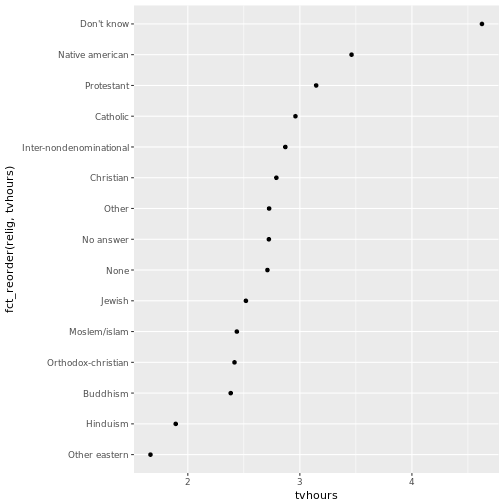 Don't know
Native american
Protestant
Catholic
Inter-nondenominational
Christian
Other
No answer
None
Jewish
Moslem/islam
Orthodox-christian
Buddhism
Hinduism
Other eastern
fct_reorder(relig, tvhours)
2 3 4
tvhours